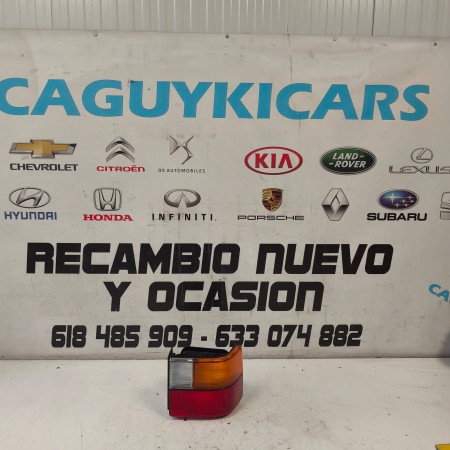 CAGUYKICARS
CHEVROLET CITROËN DS AUTOMOBILES KIA LAND ROVER LEXUS
HYUNDAI HONDA INFINITI PORSCHE RENAULT SUBARU
RECAMBIO NUEVO
Y OCASION
618 485 909 - 633 074 882